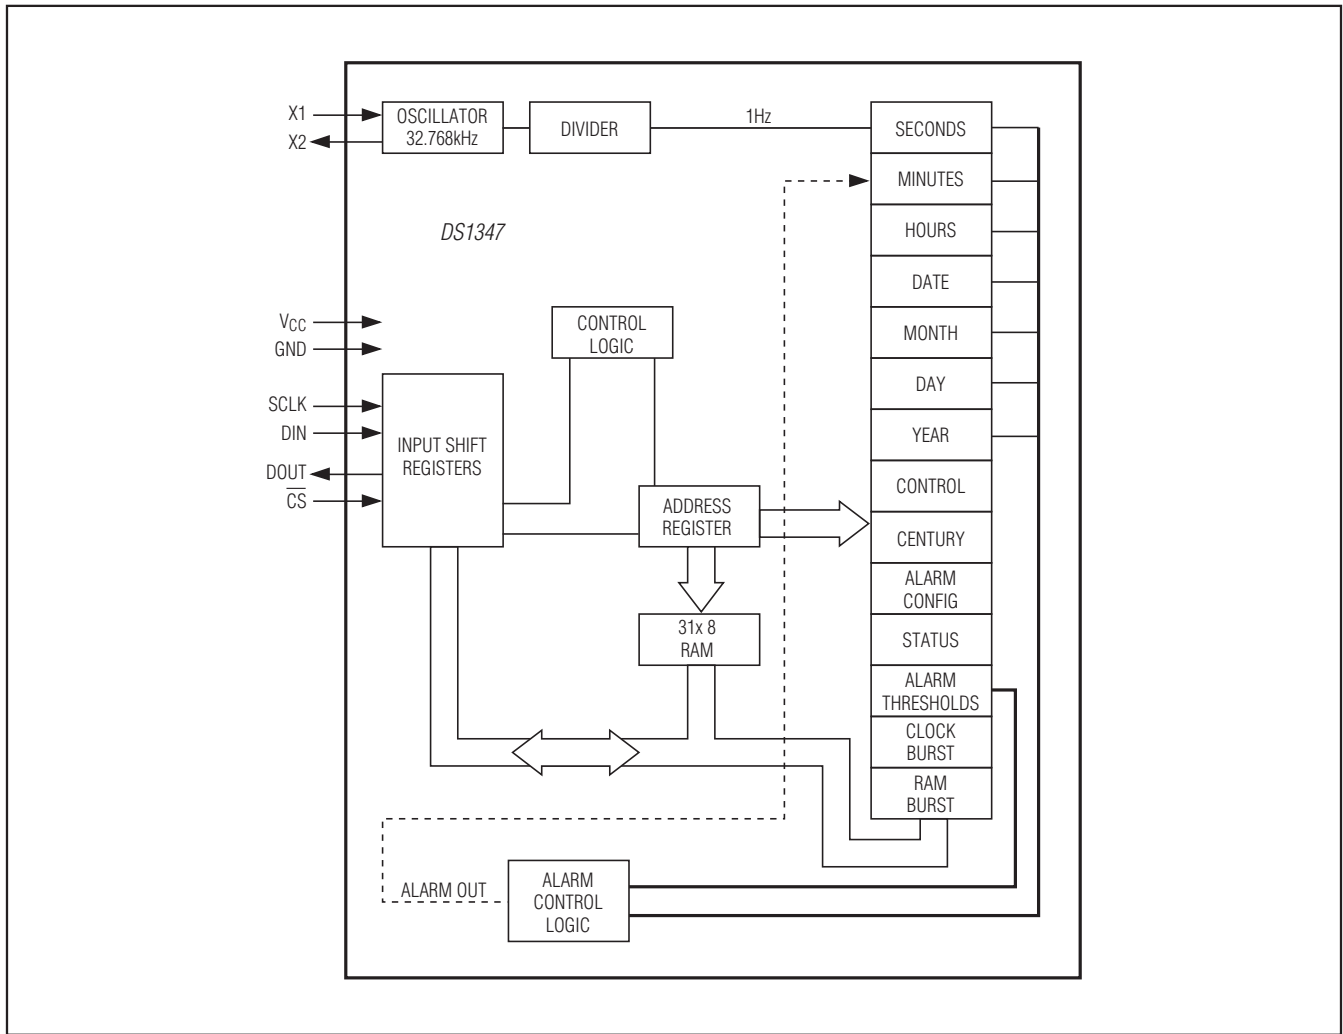 X1
X2
OSCILLATOR
32.768kHz
DIVIDER
1Hz
DS1347
VCC
GND
SCLK
DIN
DOUT
C̅S̅
INPUT SHIFT
REGISTERS
CONTROL
LOGIC
ADDRESS
REGISTER
31x 8
RAM
SECONDS
MINUTES
HOURS
DATE
MONTH
DAY
YEAR
CONTROL
CENTURY
ALARM
CONFIG
STATUS
ALARM
THRESHOLDS
CLOCK
BURST
RAM
BURST
ALARM OUT
ALARM
CONTROL
LOGIC